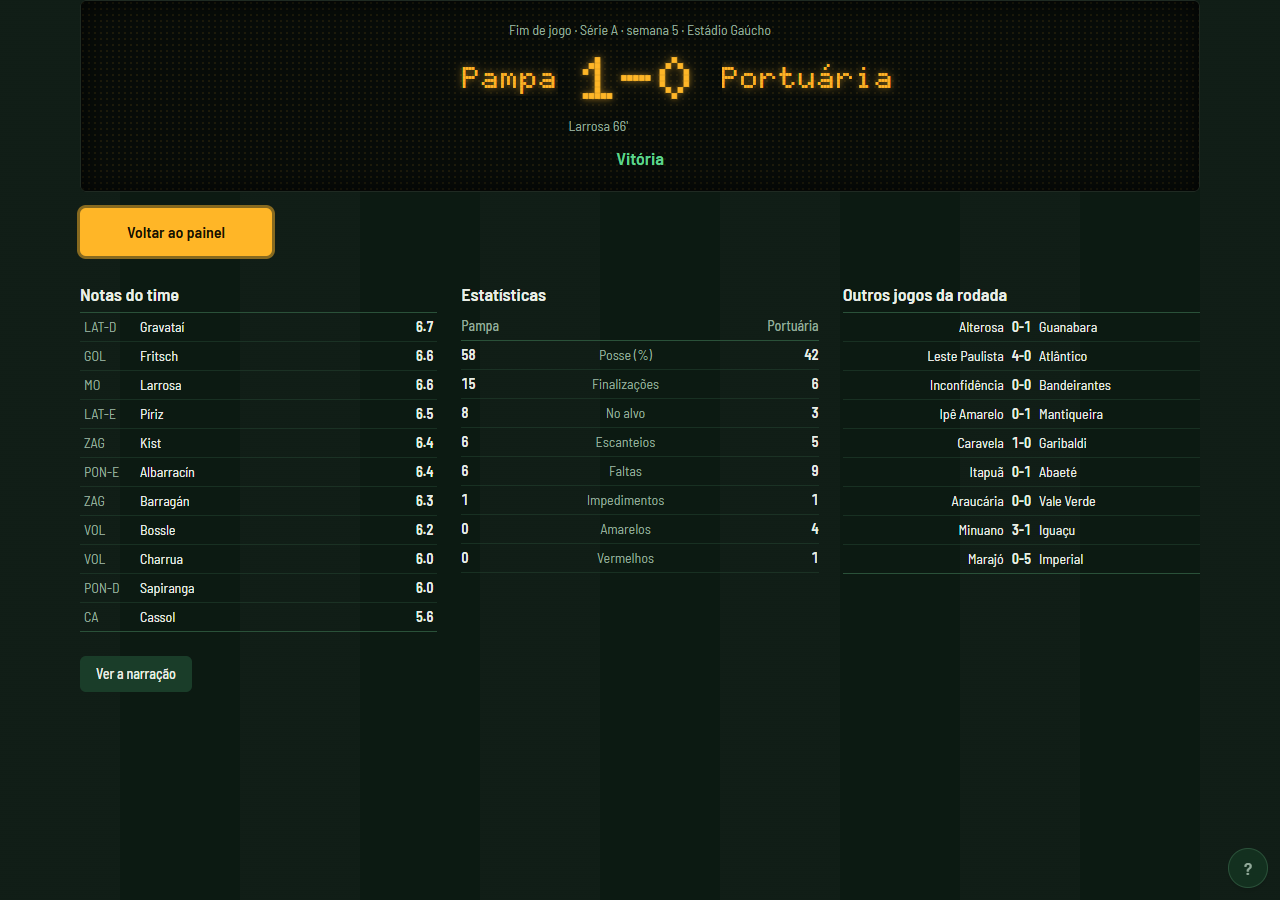 Fim de jogo · Série A · semana 5 · Estádio Gaúcho
Pampa 1–0 Portuária
Larrosa 66'
Vitória
Voltar ao painel
Notas do time
LAT-D Gravataí 6.7
GOL Fritsch 6.6
MO Larrosa 6.6
LAT-E Píriz 6.5
ZAG Kist 6.4
PON-E Albarracín 6.4
ZAG Barragán 6.3
VOL Bossle 6.2
VOL Charrua 6.0
PON-D Sapiranga 6.0
CA Cassol 5.6
Ver a narração
Estatísticas
Pampa Portuária
58 Posse (%) 42
15 Finalizações 6
8 No alvo 3
6 Escanteios 5
6 Faltas 9
1 Impedimentos 1
0 Amarelos 4
0 Vermelhos 1
Outros jogos da rodada
Alterosa 0-1 Guanabara
Leste Paulista 4-0 Atlântico
Inconfidência 0-0 Bandeirantes
Ipê Amarelo 0-1 Mantiqueira
Caravela 1-0 Garibaldi
Itapuã 0-1 Abaeté
Araucária 0-0 Vale Verde
Minuano 3-1 Iguaçu
Marajó 0-5 Imperial
?